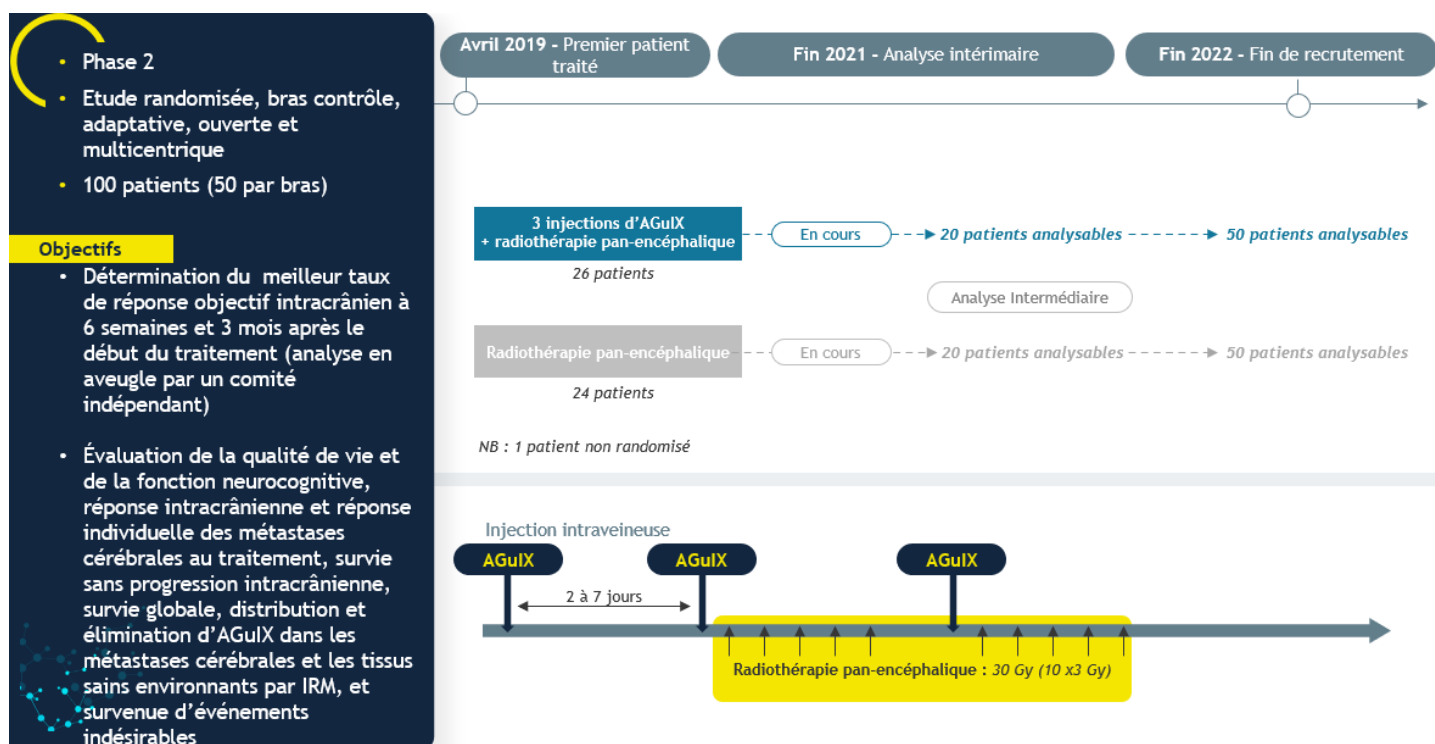 • Phase 2
• Etude randomisée, bras contrôle,
adaptative, ouverte et
multicentrique
• 100 patients (50 par bras)
Objectifs
• Détermination du meilleur taux
de réponse objectif intracrânien à
6 semaines et 3 mois après le
début du traitement (analyse en
aveugle par un comité
indépendant)
• Évaluation de la qualité de vie et
de la fonction neurocognitive,
réponse intracrânienne et réponse
individuelle des métastases
cérébrales au traitement, survie
sans progression intracrânienne,
survie globale, distribution et
élimination d'AGuIX dans les
métastases cérébrales et les tissus
sains environnants par IRM, et
survenue d'événements
indésirables
Avril 2019 - Premier patient
traité
Fin 2021 - Analyse intérimaire
Fin 2022 - Fin de recrutement
3 injections d'AGuIX
+ radiothérapie pan-encéphalique
En cours
20 patients analysables
50 patients analysables
26 patients
Analyse Intermédiaire
Radiothérapie pan-encéphalique
En cours
20 patients analysables
50 patients analysables
24 patients
NB : 1 patient non randomisé
Injection intraveineuse
AGuIX
AGuIX
AGuIX
2 à 7 jours
Radiothérapie pan-encéphalique : 30 Gy (10 x3 Gy)